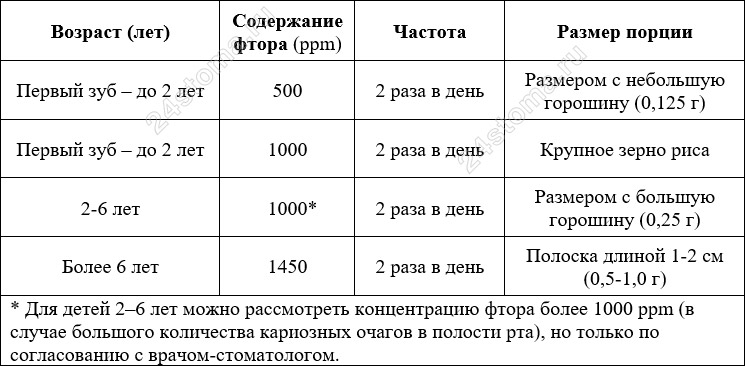 Возраст (лет)
Содержание
фтора (ppm)
Частота
Размер порции
Первый зуб – до 2 лет
500
2 раза в день
Размером с небольшую
горошину (0,125 г)
Первый зуб – до 2 лет
1000
2 раза в день
Крупное зерно риса
2-6 лет
1000*
2 раза в день
Размером с большую
горошину (0,25 г)
Более 6 лет
1450
2 раза в день
Полоска длиной 1-2 см
(0,5-1,0 г)
* Для детей 2–6 лет можно рассмотреть концентрацию фтора более 1000 ppm (в
случае большого количества кариозных очагов в полости рта), но только по
согласованию с врачом-стоматологом.
24stoma.ru
24stoma.ru